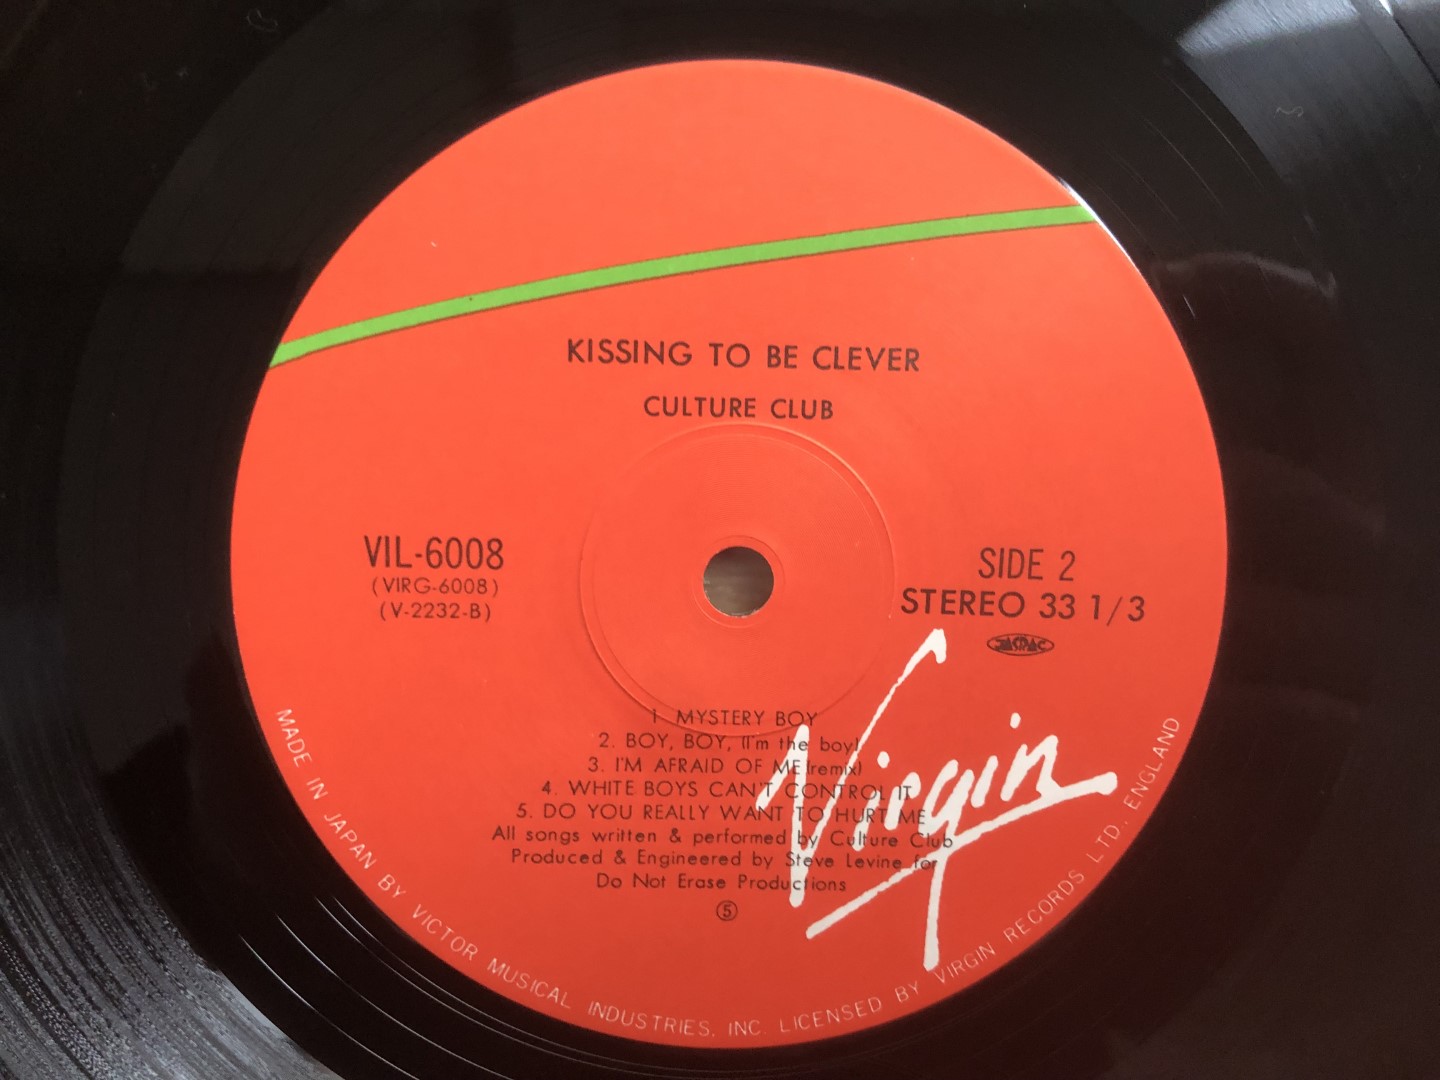 KISSING TO BE CLEVER
CULTURE CLUB
VIL-6008
(VIRG-6008)
(V-2232-B)
SIDE 2
STEREO 33 1/3
JASRAC
1. MYSTERY BOY
2. BOY, BOY, (I'm the boy)
3. I'M AFRAID OF ME (remix)
4. WHITE BOYS CAN'T CONTROL IT
5. DO YOU REALLY WANT TO HURT ME
All songs written & performed by Culture Club
Produced & Engineered by Steve Levine for
Do Not Erase Productions
⑤
Virgin
MADE IN JAPAN BY VICTOR MUSICAL INDUSTRIES, INC. LICENSED BY VIRGIN RECORDS LTD. ENGLAND